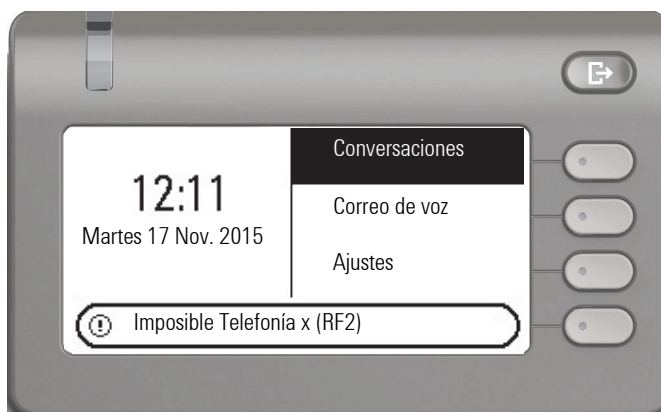 12:11
Martes 17 Nov. 2015
Conversaciones
Correo de voz
Ajustes
Imposible Telefonía x (RF2)